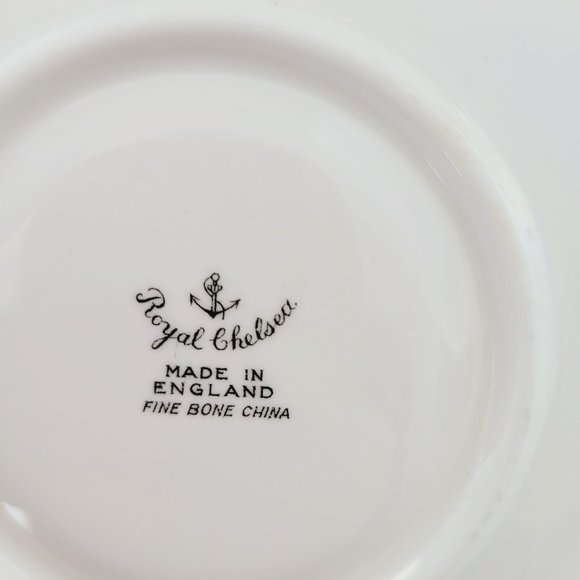 Royal Chelsea.
MADE IN
ENGLAND
FINE BONE CHINA